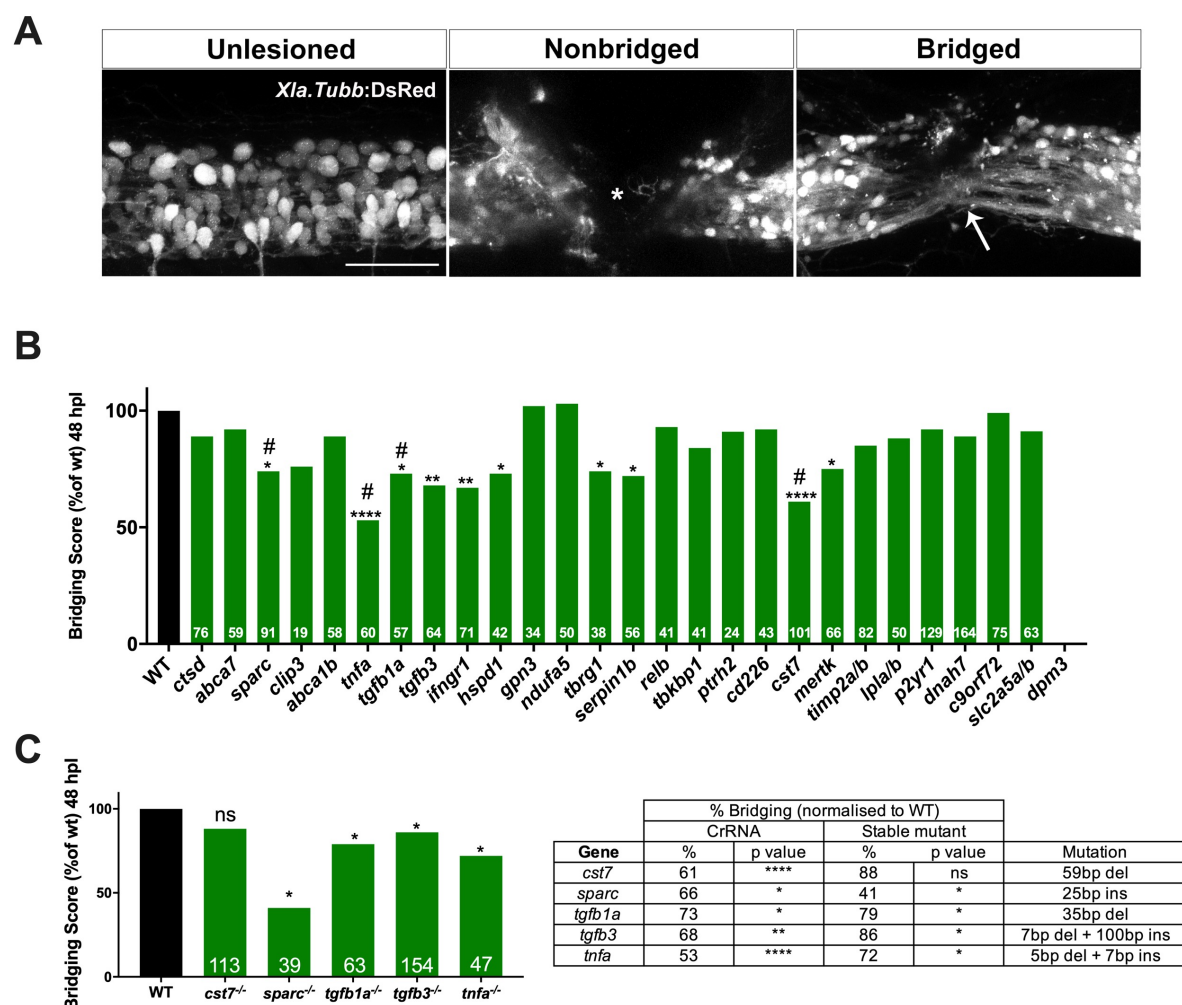 A
Unlesioned
Nonbridged
Bridged
Xla.Tubb:DsRed
*
B
Bridging Score (%of wt) 48 hpl
100
50
0
# * # **** # * ** ** * * * # **** *
76 59 91 19 58 60 57 64 71 42 34 50 38 56 41 41 24 43 101 66 82 50 129 164 75 63
WT ctsd abca7 sparc clip3 abca1b tnfa tgfb1a tgfb3 ifngr1 hspd1 gpn3 ndufa5 tbrg1 serpin1b relb tbkbp1 ptrh2 cd226 cst7 mertk timp2a/b lpla/b p2yr1 dnah7 c9orf72 slc2a5a/b dpm3
C
Bridging Score (%of wt) 48 hpl
100
50
0
ns * * * *
113 39 63 154 47
WT cst7-/- sparc-/- tgfb1a-/- tgfb3-/- tnfa-/-
% Bridging (normalised to WT)
CrRNA Stable mutant
Gene % p value % p value Mutation
cst7 61 **** 88 ns 59bp del
sparc 66 * 41 * 25bp ins
tgfb1a 73 * 79 * 35bp del
tgfb3 68 ** 86 * 7bp del + 100bp ins
tnfa 53 **** 72 * 5bp del + 7bp ins